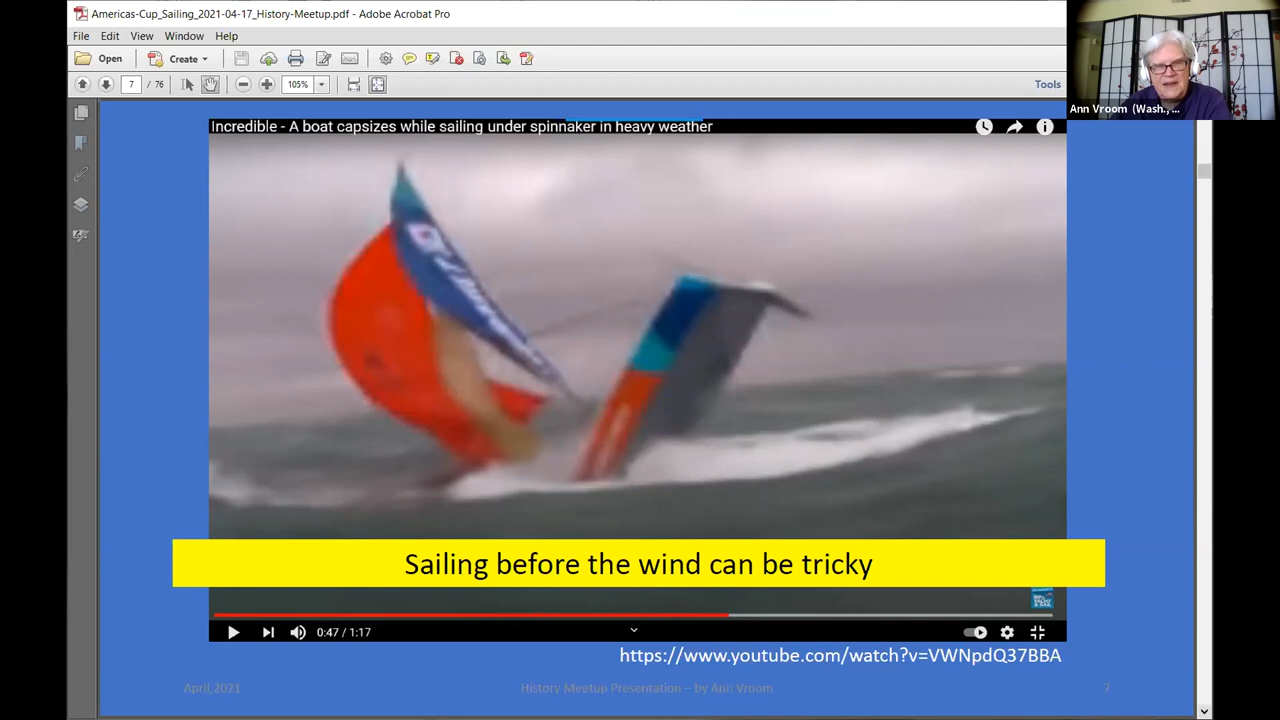 Americas-Cup_Sailing_2021-04-17_History-Meetup.pdf - Adobe Acrobat Pro
File Edit View Window Help
Open Create
7 / 76 105% Tools
Ann Vroom (Wash., ...
Incredible - A boat capsizes while sailing under spinnaker in heavy weather
Sailing before the wind can be tricky
0:47 / 1:17
https://www.youtube.com/watch?v=VWNpdQ37BBA
April,2021 History Meetup Presentation – by Ann Vroom 7